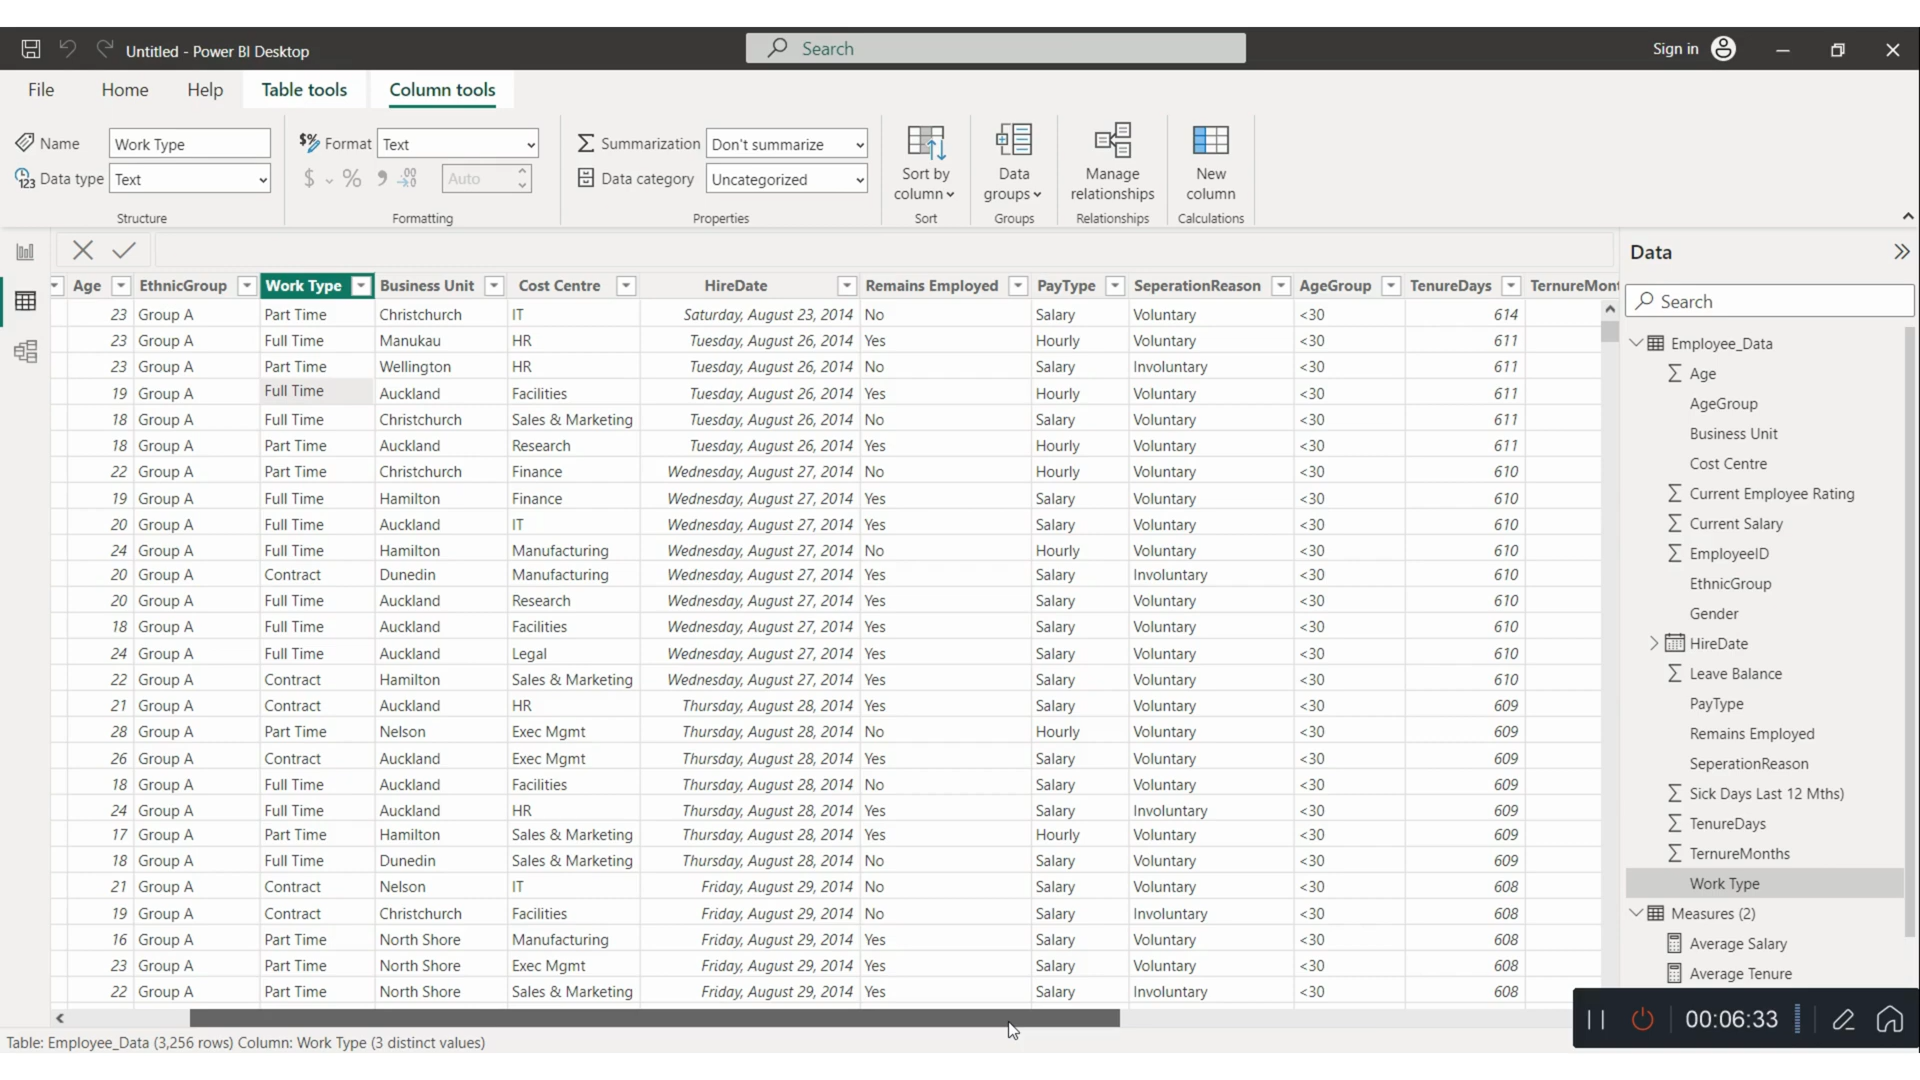 Untitled - Power BI Desktop
Search
Sign in
File Home Help Table tools Column tools
Name Work Type
Data type Text
Structure
Format Text
$ % 9 .00 Auto
Formatting
Summarization Don't summarize
Data category Uncategorized
Properties
Sort by column
Sort
Data groups
Groups
Manage relationships
Relationships
New column
Calculations
Age EthnicGroup Work Type Business Unit Cost Centre HireDate Remains Employed PayType SeperationReason AgeGroup TenureDays TernureMont
23 Group A Part Time Christchurch IT Saturday, August 23, 2014 No Salary Voluntary <30 614
23 Group A Full Time Manukau HR Tuesday, August 26, 2014 Yes Hourly Voluntary <30 611
23 Group A Part Time Wellington HR Tuesday, August 26, 2014 No Salary Involuntary <30 611
19 Group A Full Time Auckland Facilities Tuesday, August 26, 2014 Yes Hourly Voluntary <30 611
18 Group A Full Time Christchurch Sales & Marketing Tuesday, August 26, 2014 No Salary Voluntary <30 611
18 Group A Part Time Auckland Research Tuesday, August 26, 2014 Yes Hourly Voluntary <30 611
22 Group A Part Time Christchurch Finance Wednesday, August 27, 2014 No Hourly Voluntary <30 610
19 Group A Full Time Hamilton Finance Wednesday, August 27, 2014 Yes Salary Voluntary <30 610
20 Group A Full Time Auckland IT Wednesday, August 27, 2014 Yes Salary Voluntary <30 610
24 Group A Full Time Hamilton Manufacturing Wednesday, August 27, 2014 No Hourly Voluntary <30 610
20 Group A Contract Dunedin Manufacturing Wednesday, August 27, 2014 Yes Salary Involuntary <30 610
20 Group A Full Time Auckland Research Wednesday, August 27, 2014 Yes Salary Voluntary <30 610
18 Group A Full Time Auckland Facilities Wednesday, August 27, 2014 Yes Salary Voluntary <30 610
24 Group A Full Time Auckland Legal Wednesday, August 27, 2014 Yes Salary Voluntary <30 610
22 Group A Contract Hamilton Sales & Marketing Wednesday, August 27, 2014 Yes Salary Voluntary <30 610
21 Group A Contract Auckland HR Thursday, August 28, 2014 Yes Salary Voluntary <30 609
28 Group A Part Time Nelson Exec Mgmt Thursday, August 28, 2014 No Hourly Voluntary <30 609
26 Group A Contract Auckland Exec Mgmt Thursday, August 28, 2014 Yes Salary Voluntary <30 609
18 Group A Full Time Auckland Facilities Thursday, August 28, 2014 No Salary Voluntary <30 609
24 Group A Full Time Auckland HR Thursday, August 28, 2014 Yes Salary Involuntary <30 609
17 Group A Part Time Hamilton Sales & Marketing Thursday, August 28, 2014 Yes Hourly Voluntary <30 609
18 Group A Full Time Dunedin Sales & Marketing Thursday, August 28, 2014 No Salary Voluntary <30 609
21 Group A Contract Nelson IT Friday, August 29, 2014 No Salary Voluntary <30 608
19 Group A Contract Christchurch Facilities Friday, August 29, 2014 No Salary Involuntary <30 608
16 Group A Part Time North Shore Manufacturing Friday, August 29, 2014 Yes Salary Voluntary <30 608
23 Group A Part Time North Shore Exec Mgmt Friday, August 29, 2014 Yes Salary Voluntary <30 608
22 Group A Part Time North Shore Sales & Marketing Friday, August 29, 2014 Yes Salary Involuntary <30 608
Data
Search
Employee_Data
Age
AgeGroup
Business Unit
Cost Centre
Current Employee Rating
Current Salary
EmployeeID
EthnicGroup
Gender
HireDate
Leave Balance
PayType
Remains Employed
SeperationReason
Sick Days Last 12 Mths)
TenureDays
TernureMonths
Work Type
Measures (2)
Average Salary
Average Tenure
00:06:33
Table: Employee_Data (3,256 rows) Column: Work Type (3 distinct values)